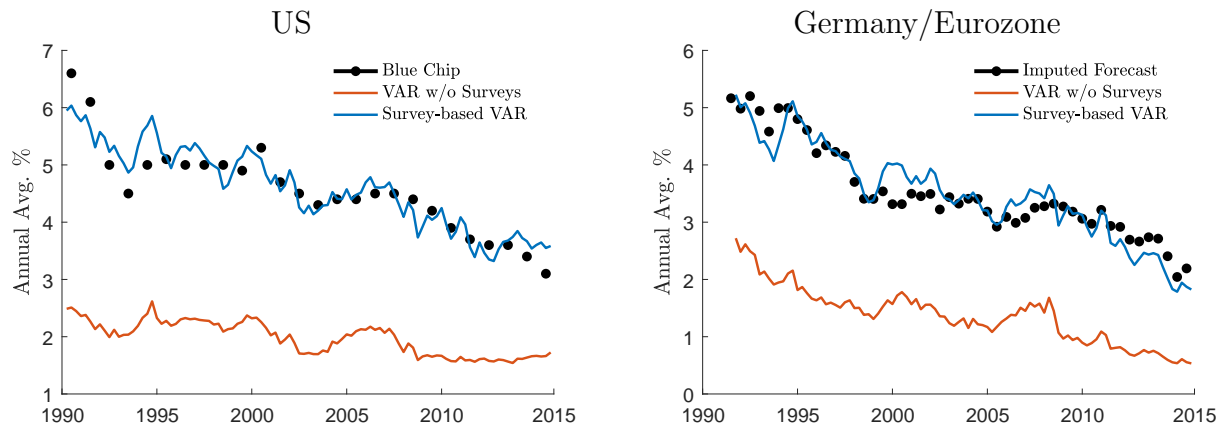 US
Annual Avg. %
7
6
5
4
3
2
1
1990
1995
2000
2005
2010
2015
Blue Chip
VAR w/o Surveys
Survey-based VAR
Germany/Eurozone
Annual Avg. %
6
5
4
3
2
1
0
1990
1995
2000
2005
2010
2015
Imputed Forecast
VAR w/o Surveys
Survey-based VAR